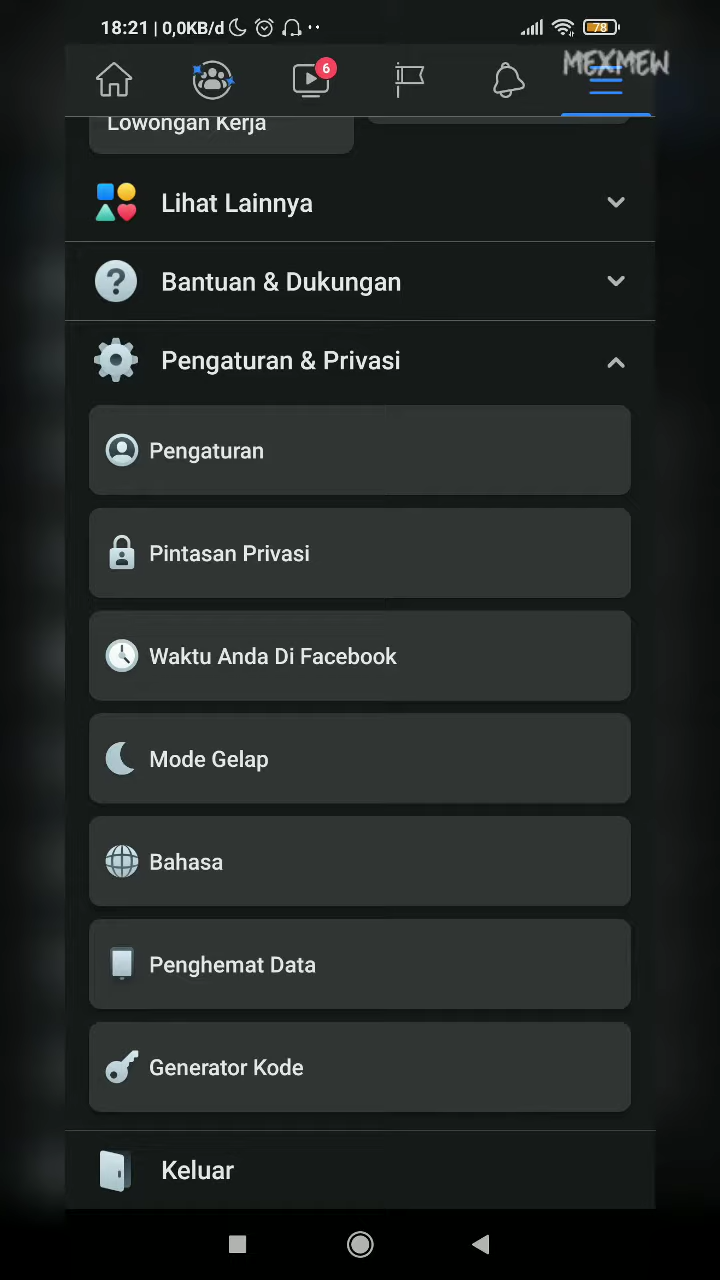 18:21 | 0,0KB/d
78
MEXMEW
6
Lowongan Kerja
Lihat Lainnya
Bantuan & Dukungan
Pengaturan & Privasi
Pengaturan
Pintasan Privasi
Waktu Anda Di Facebook
Mode Gelap
Bahasa
Penghemat Data
Generator Kode
Keluar